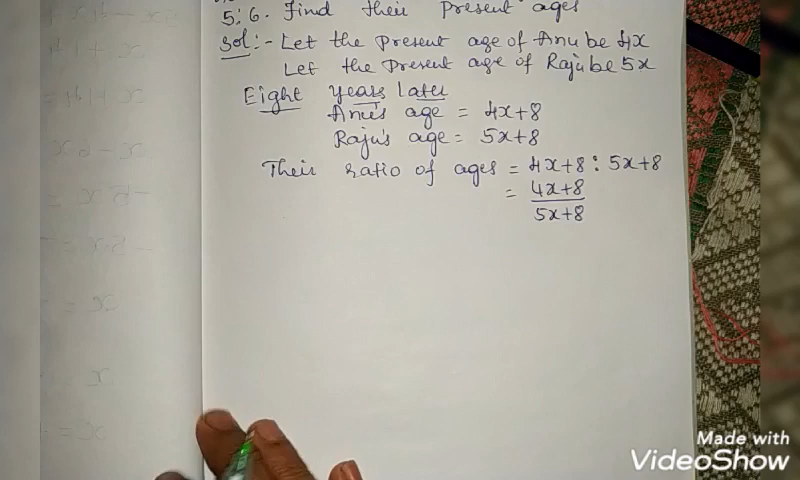 5:6. Find their present ages
Sol:- Let the present age of Anu be 4x
Let the present age of Raju be 5x
Eight years later
Anu's age = 4x+8
Raju's age = 5x+8
Their ratio of ages = 4x+8 : 5x+8
= 4x+8
5x+8
Made with
VideoShow